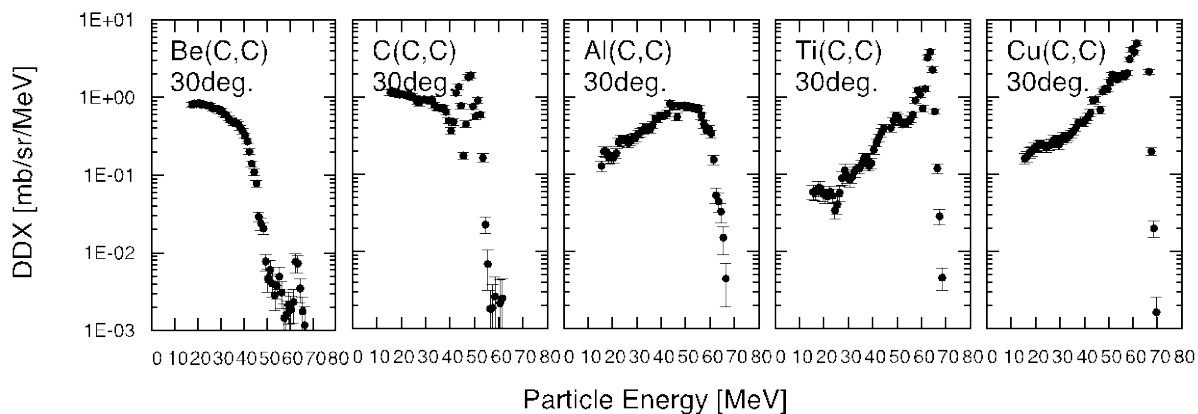 DDX [mb/sr/MeV]
1E+01
1E+00
1E-01
1E-02
1E-03
Be(C,C)
30deg.
C(C,C)
30deg.
Al(C,C)
30deg.
Ti(C,C)
30deg.
Cu(C,C)
30deg.
0 10 20 30 40 50 60 70 80
0 10 20 30 40 50 60 70 80
0 10 20 30 40 50 60 70 80
0 10 20 30 40 50 60 70 80
0 10 20 30 40 50 60 70 80
Particle Energy [MeV]